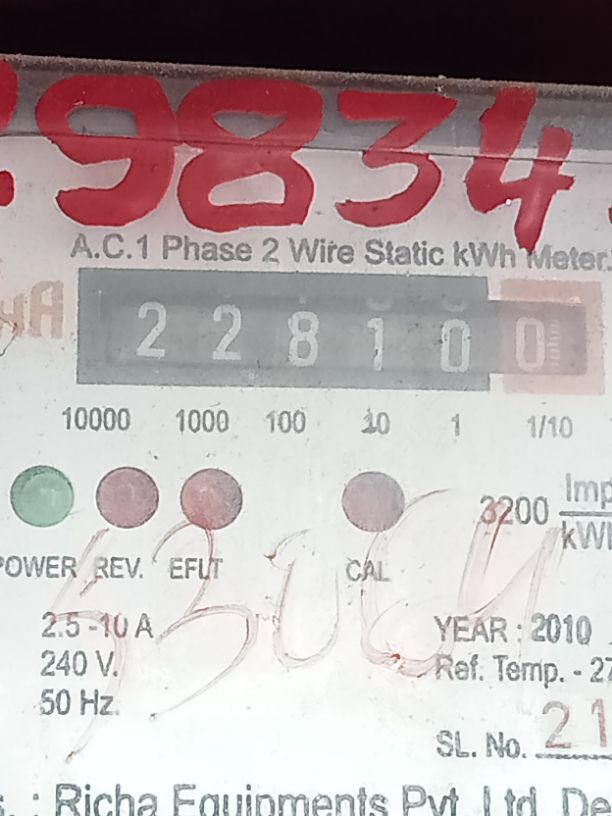 9834
A.C.1 Phase 2 Wire Static kWh Meter
2 2 8 1 0 0
10000 1000 100 10 1 1/10
3200 Imp
kWh
POWER REV. EFLT CAL
2.5-10 A YEAR : 2010
240 V. Ref. Temp. - 27
50 Hz.
SL. No. 21
: Richa Equipments Pvt. Ltd.